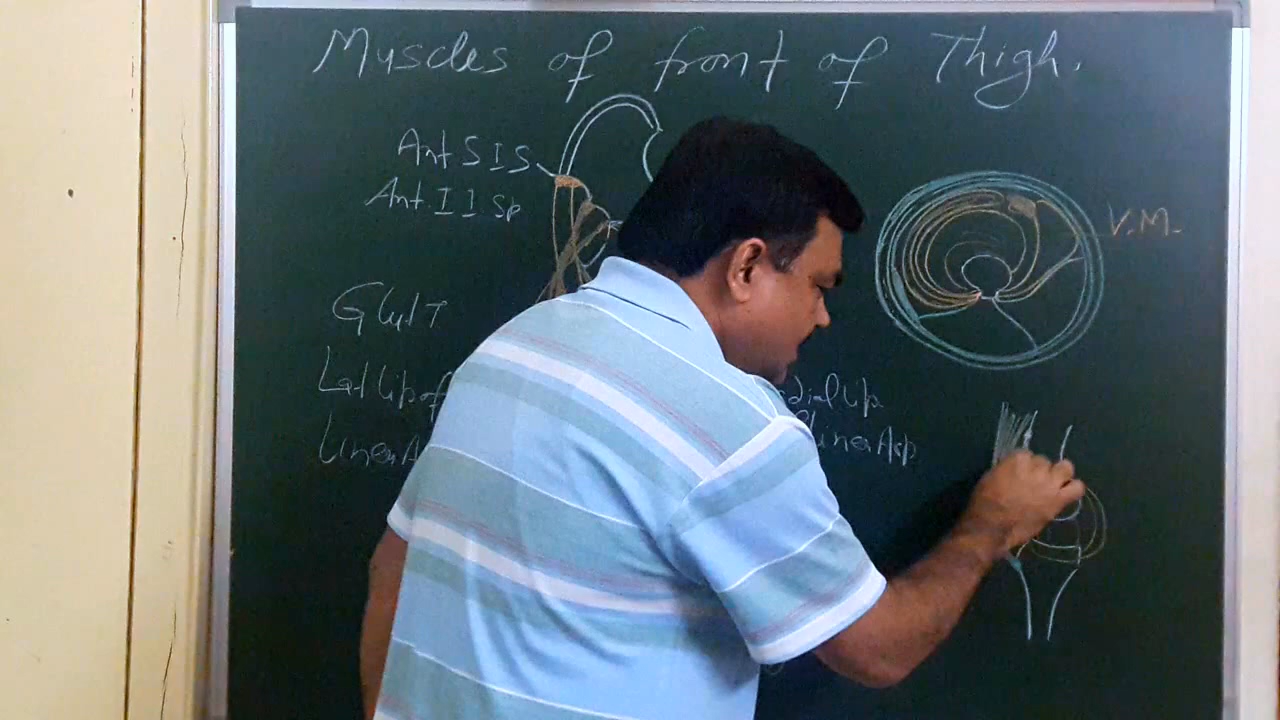 Muscles of front of Thigh.
Ant S I S
Ant. I I Sp
V.M.
Glut T
Lat lip of
Linea A
dial lip
Linea Asp